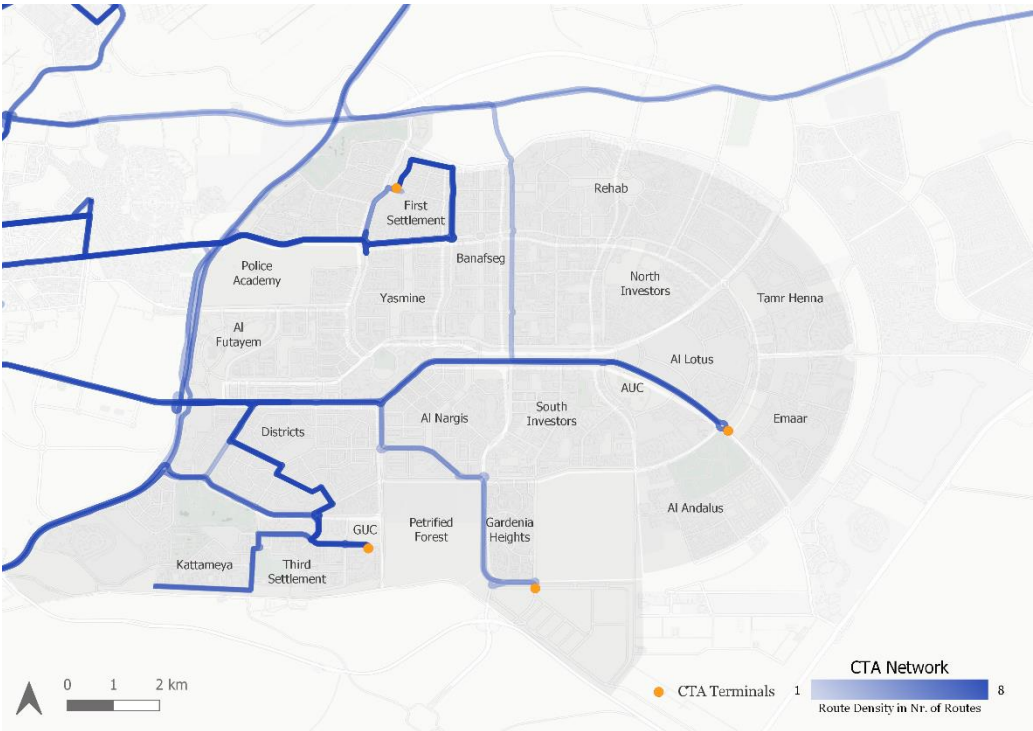 Rehab
First
Settlement
Banafseg
Police
Academy
North
Investors
Tamr Henna
Yasmine
Al
Futayem
Al Lotus
AUC
Al Nargis
South
Investors
Emaar
Districts
Al Andalus
GUC
Petrified
Forest
Gardenia
Heights
Kattameya
Third
Settlement
0 1 2 km
CTA Terminals
CTA Network
1 8
Route Density in Nr. of Routes